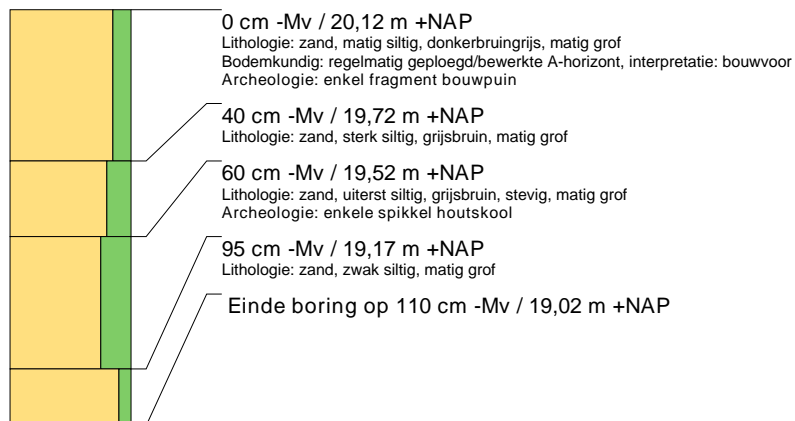 0 cm -Mv / 20,12 m +NAP
Lithologie: zand, matig siltig, donkerbruingrijs, matig grof
Bodemkundig: regelmatig geploegd/bewerkte A-horizont, interpretatie: bouwvoor
Archeologie: enkel fragment bouwpuin
40 cm -Mv / 19,72 m +NAP
Lithologie: zand, sterk siltig, grijsbruin, matig grof
60 cm -Mv / 19,52 m +NAP
Lithologie: zand, uiterst siltig, grijsbruin, stevig, matig grof
Archeologie: enkele spikkel houtskool
95 cm -Mv / 19,17 m +NAP
Lithologie: zand, zwak siltig, matig grof
Einde boring op 110 cm -Mv / 19,02 m +NAP